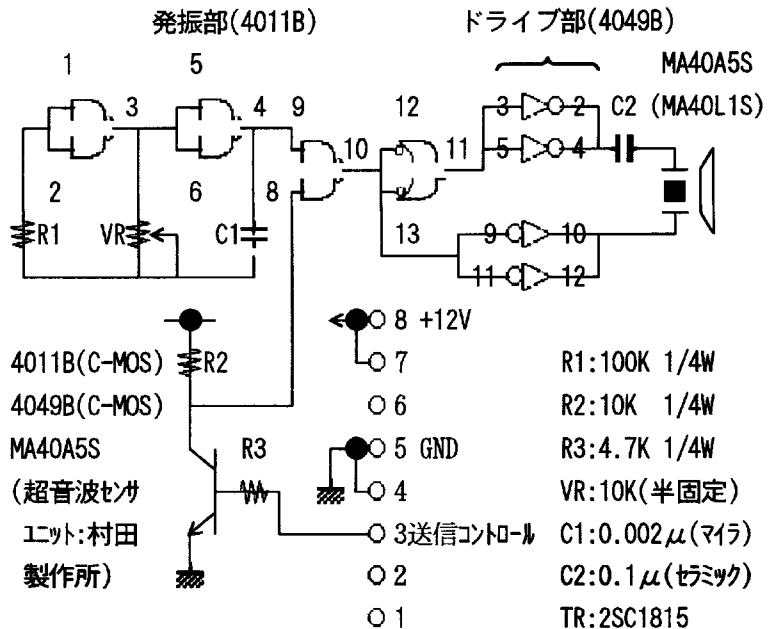 発振部(4011B) ドライブ部(4049B)
1 5 MA40A5S
3 4 9 12 3 2 C2 (MA40L1S)
10 11 5 4
2 6 8
R1 VR C1 13 9 10
11 12
8 +12V
4011B(C-MOS) R2 7 R1:100K 1/4W
4049B(C-MOS) 6 R2:10K 1/4W
MA40A5S R3 5 GND R3:4.7K 1/4W
(超音波センサ 4 VR:10K(半固定)
ユニット:村田 3送信コントロール C1:0.002μ(マイラ)
製作所) 2 C2:0.1μ(セラミック)
1 TR:2SC1815